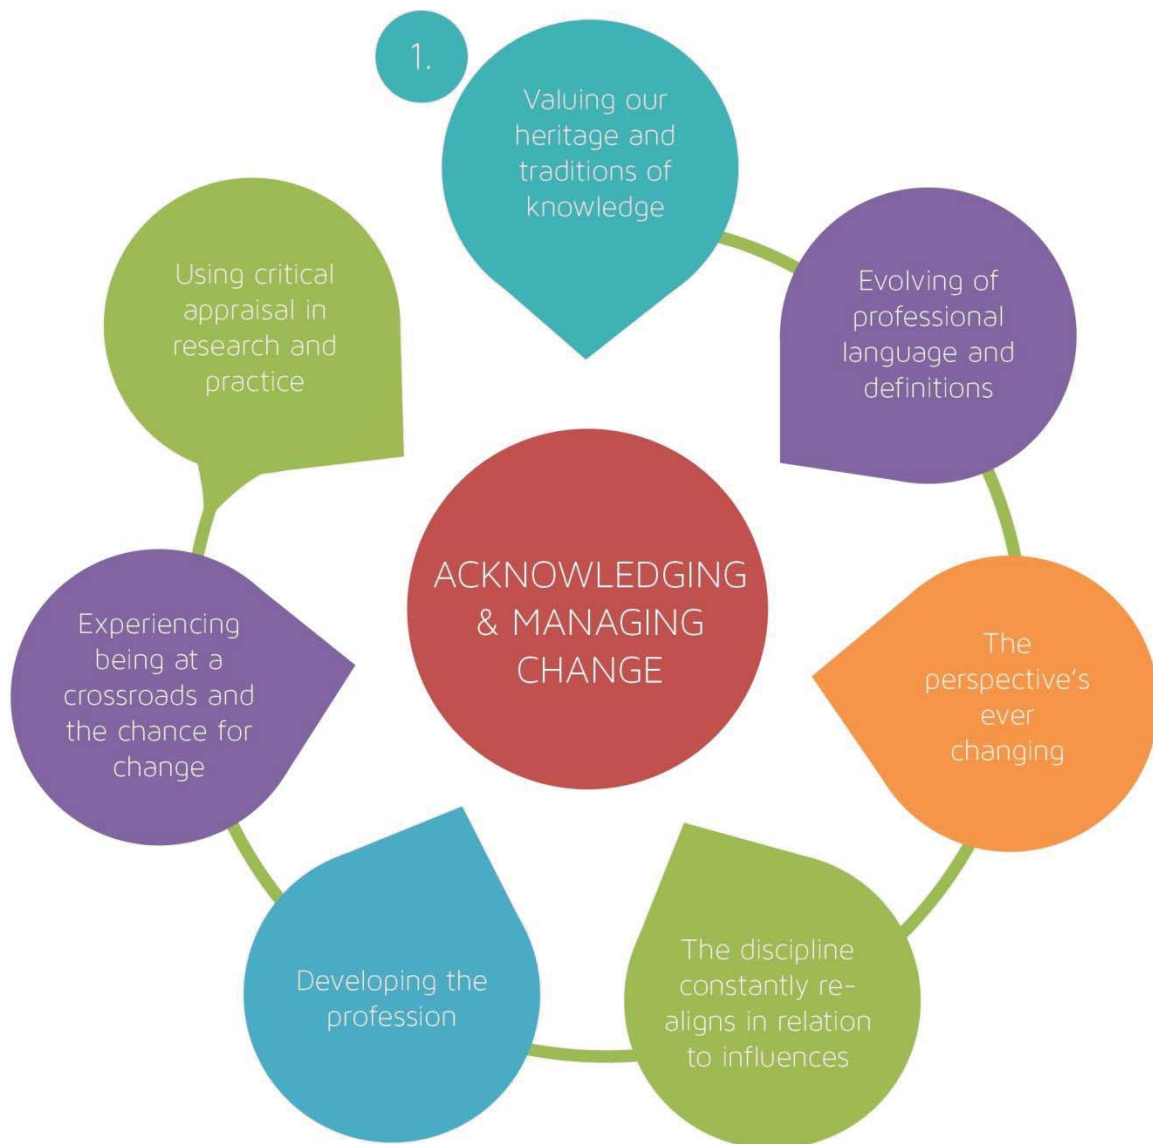 1.
Valuing our
heritage and
traditions of
knowledge
Evolving of
professional
language and
definitions
The
perspective's
ever
changing
The discipline
constantly re-
aligns in relation
to influences
Developing the
profession
Experiencing
being at a
crossroads and
the chance for
change
Using critical
appraisal in
research and
practice
ACKNOWLEDGING
& MANAGING
CHANGE